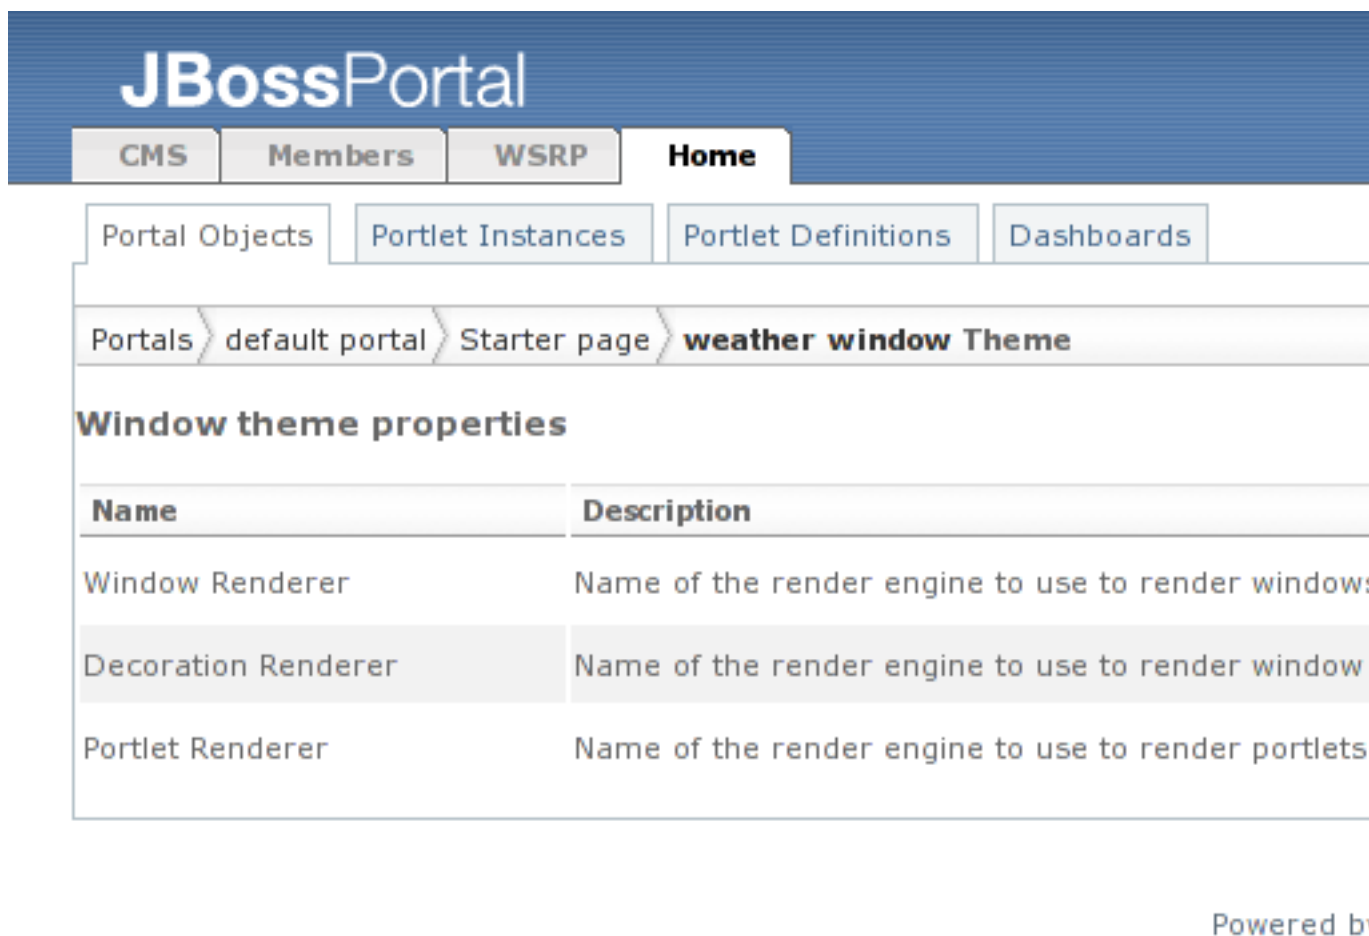 JBossPortal
CMS Members WSRP Home
Portal Objects Portlet Instances Portlet Definitions Dashboards
Portals default portal Starter page weather window Theme
Window theme properties
Name Description
Window Renderer Name of the render engine to use to render windows
Decoration Renderer Name of the render engine to use to render window
Portlet Renderer Name of the render engine to use to render portlets
Powered by